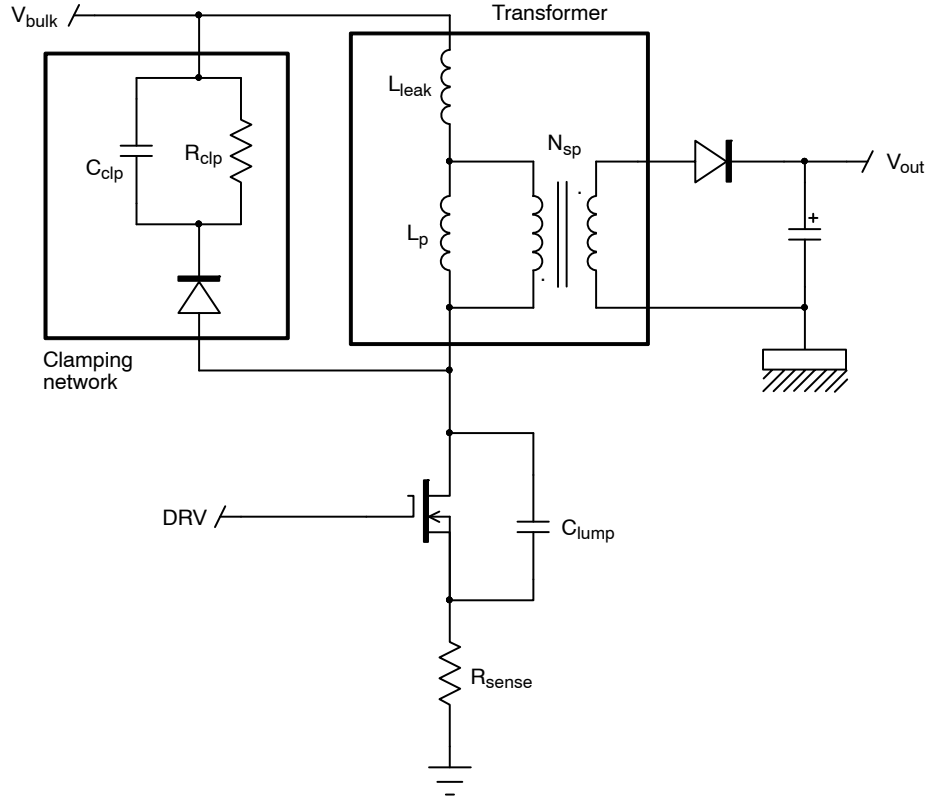 Transformer
Vbulk
Lleak
Nsp
Cclp
Rclp
Vout
+
Lp
Clamping
network
DRV
Clump
Rsense